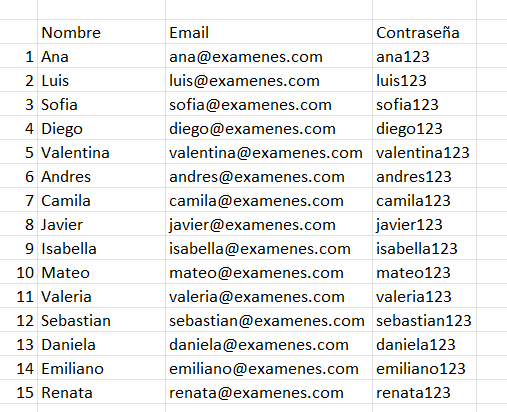 Nombre Email Contraseña
1 Ana ana@examenes.com ana123
2 Luis luis@examenes.com luis123
3 Sofia sofia@examenes.com sofia123
4 Diego diego@examenes.com diego123
5 Valentina valentina@examenes.com valentina123
6 Andres andres@examenes.com andres123
7 Camila camila@examenes.com camila123
8 Javier javier@examenes.com javier123
9 Isabella isabella@examenes.com isabella123
10 Mateo mateo@examenes.com mateo123
11 Valeria valeria@examenes.com valeria123
12 Sebastian sebastian@examenes.com sebastian123
13 Daniela daniela@examenes.com daniela123
14 Emiliano emiliano@examenes.com emiliano123
15 Renata renata@examenes.com renata123